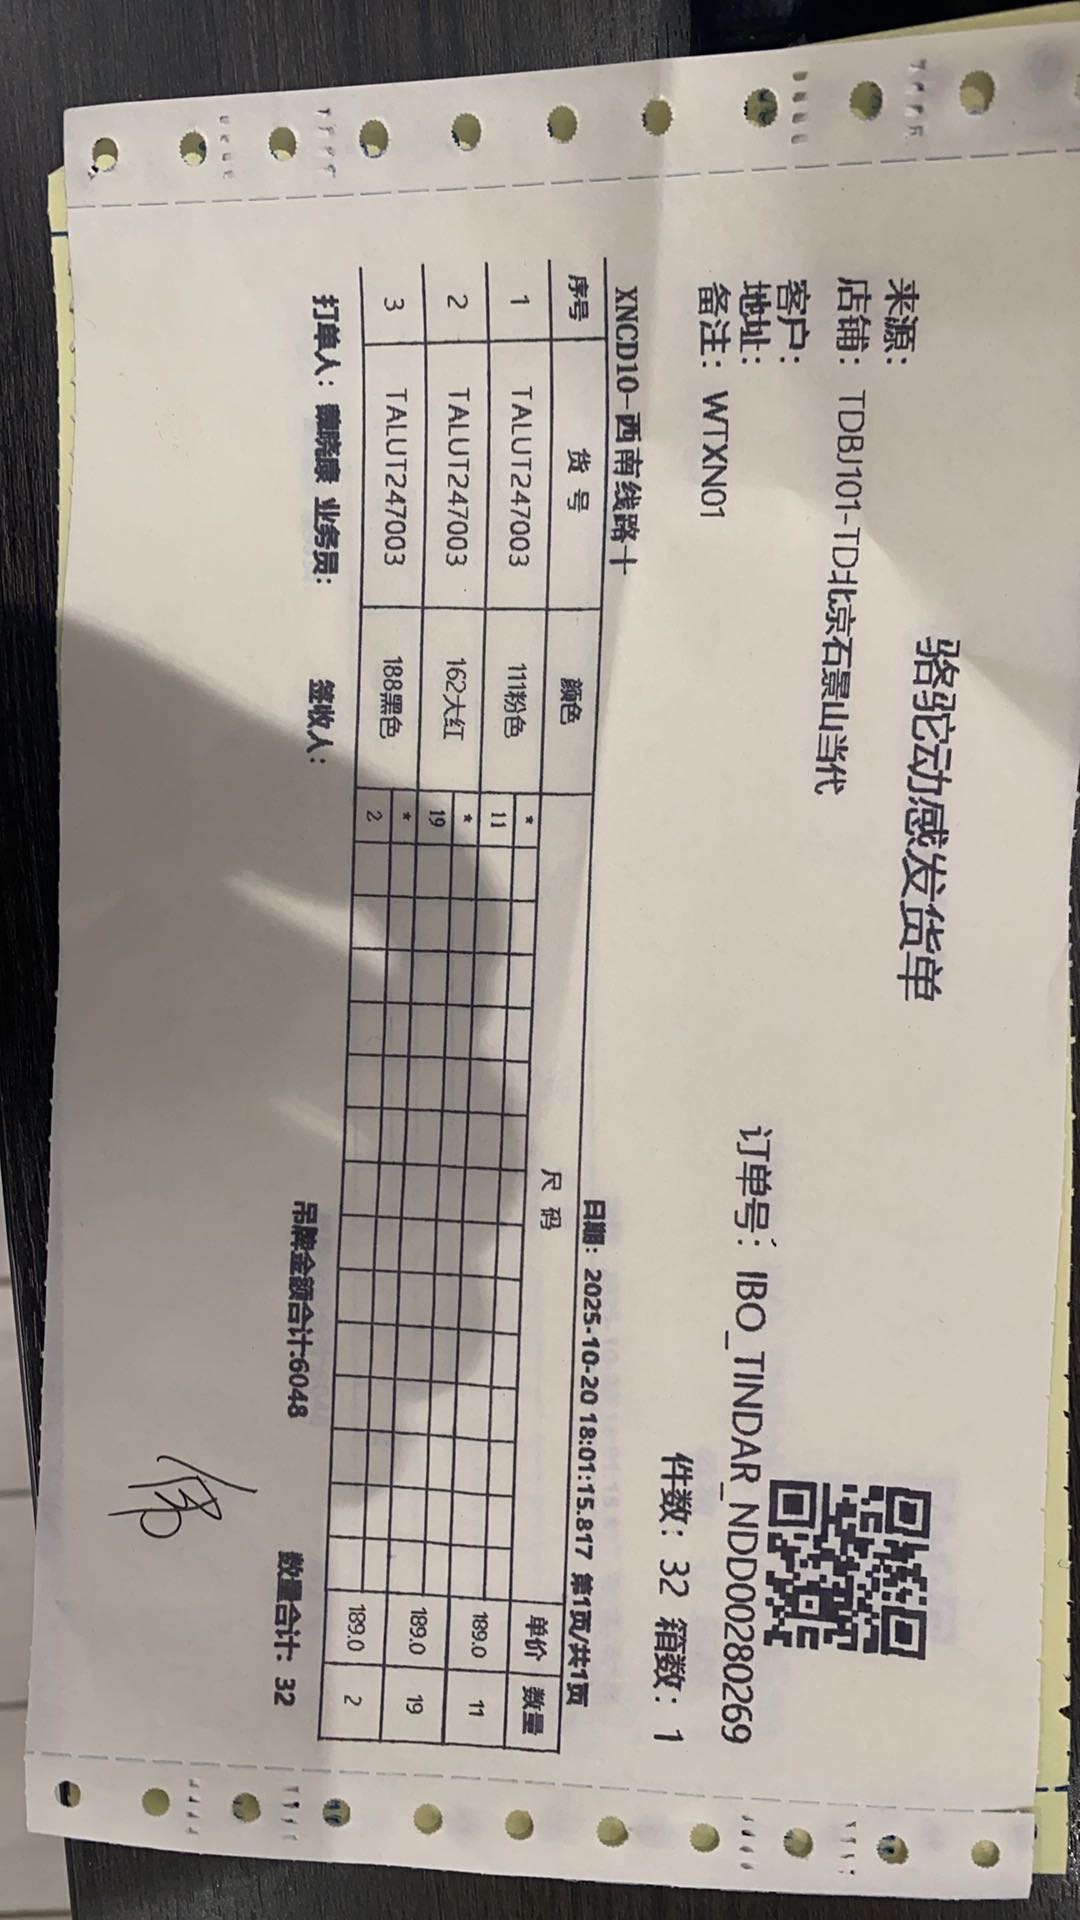 骆驼动感发货单
来源：
店铺：TDBJ101-TD北京石景山当代
客户：
地址：
订单号：IBO_TINDAR_NDD00280269
备注：WTXN01
件数：32 箱数：1
XNCD10-西南线路十
日期：2025-10-20 18:01:15.817 第1页/共1页
序号 货号 颜色 尺码 单价 数量
1 TALUT247003 111粉色 * 11 189.0 11
2 TALUT247003 162大红 * 19 189.0 19
3 TALUT247003 188黑色 * 2 189.0 2
打单人：魏晓康 业务员： 签收人： 吊牌金额合计:6048 数量合计：32